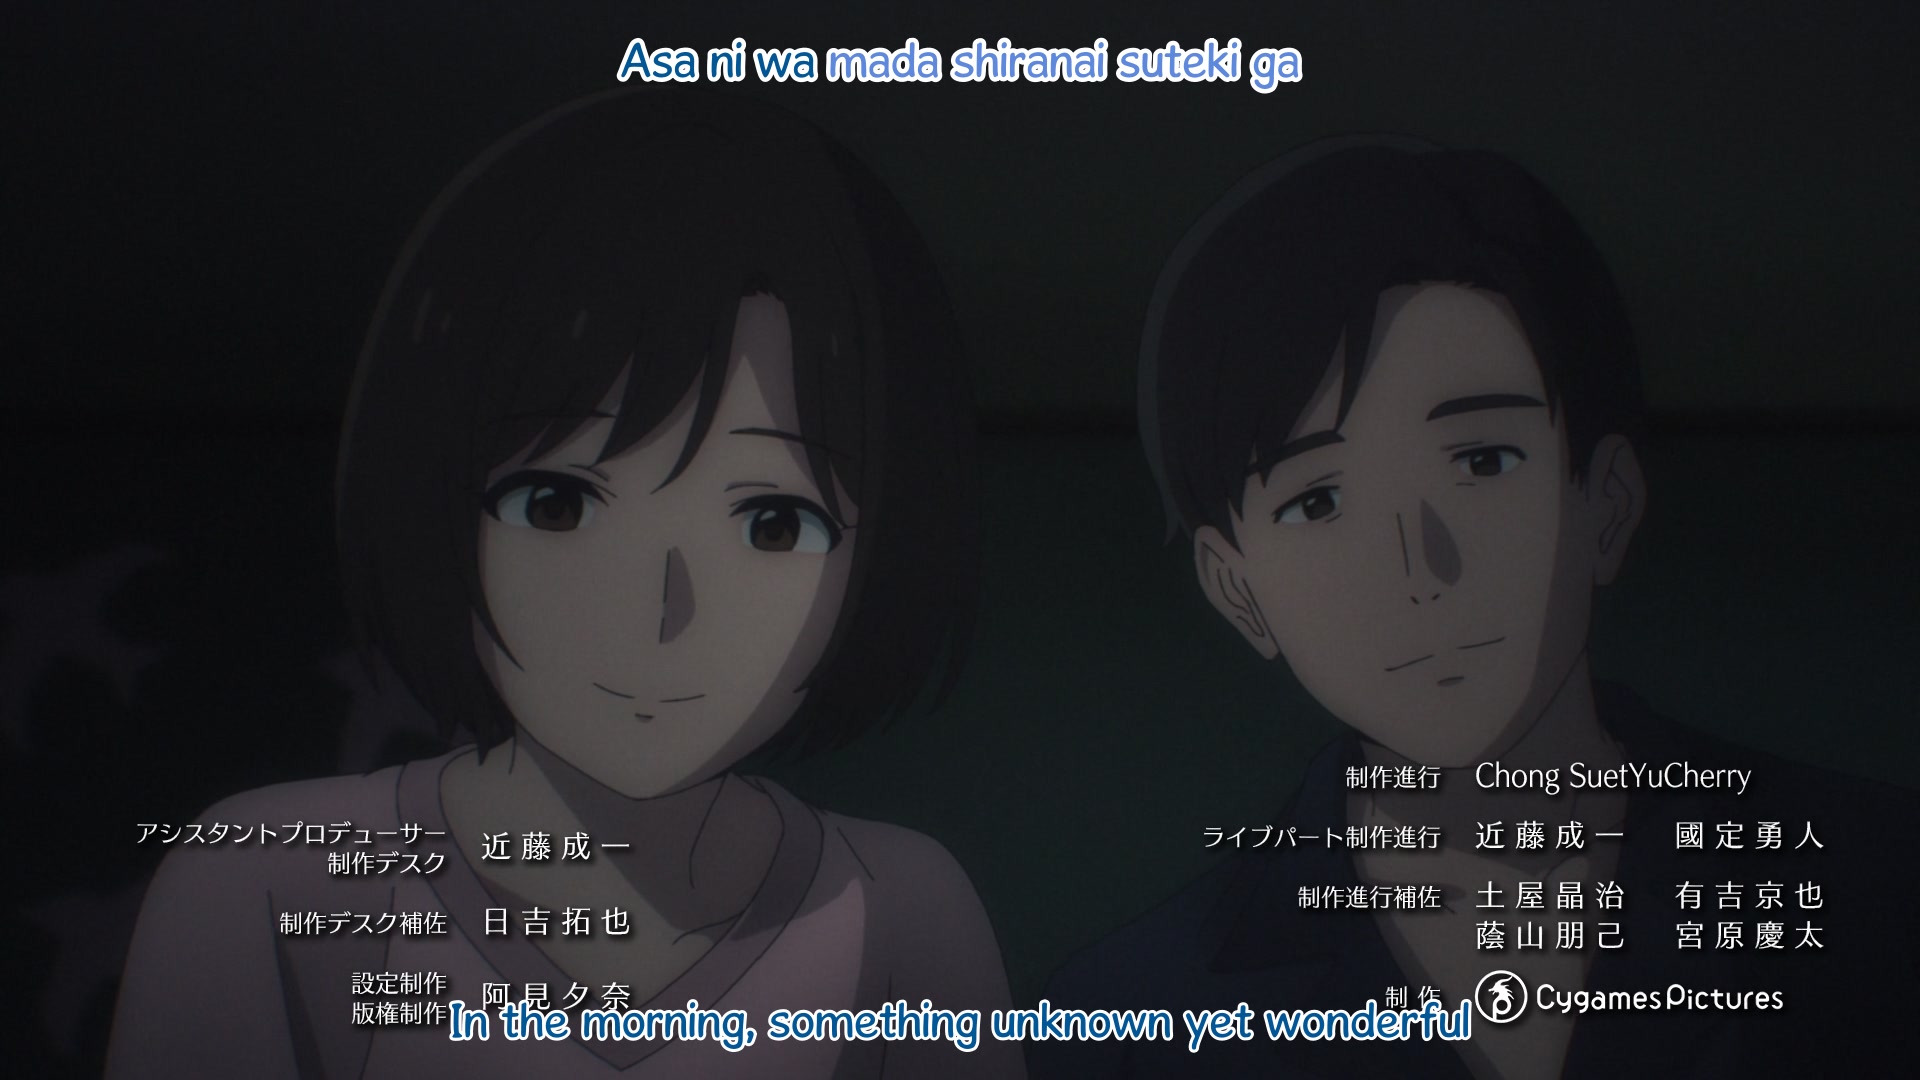 Asa ni wa mada shiranai suteki ga
アシスタントプロデューサー
制作デスク
近藤成一
制作デスク補佐 日吉拓也
設定制作
版権制作
阿見夕奈
制作進行 Chong SuetYuCherry
ライブパート制作進行 近藤成一 國定勇人
制作進行補佐 土屋晶治 有吉京也
蔭山朋己 宮原慶太
制作 CygamesPictures
In the morning, something unknown yet wonderful